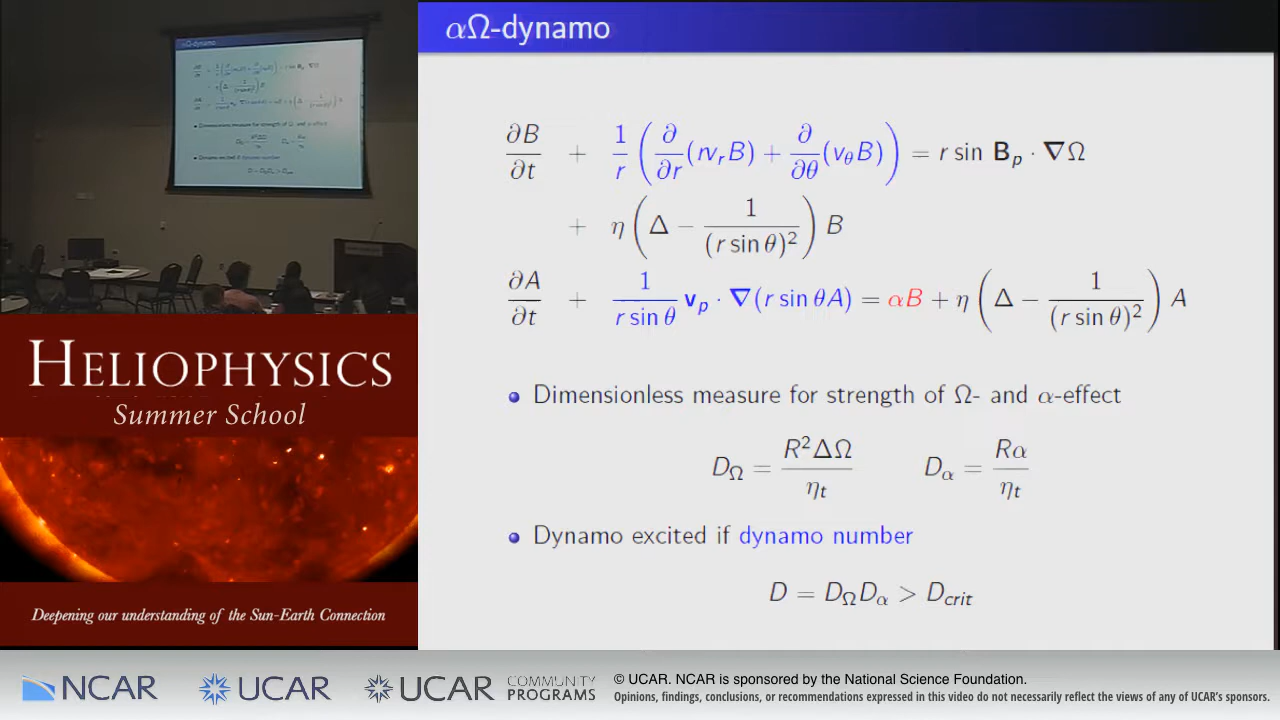 αΩ-dynamo
∂B/∂t + 1/r ( ∂/∂r (rv_r B) + ∂/∂θ (v_θ B) ) = r sin B_p · ∇Ω
+ η ( Δ − 1/(r sin θ)² ) B
∂A/∂t + 1/(r sin θ) v_p · ∇(r sin θA) = αB + η ( Δ − 1/(r sin θ)² ) A
Dimensionless measure for strength of Ω- and α-effect
D_Ω = R²ΔΩ/η_t D_α = Rα/η_t
Dynamo excited if dynamo number
D = D_Ω D_α > D_crit
HELIOPHYSICS
Summer School
Deepening our understanding of the Sun-Earth Connection
NCAR
UCAR
UCAR
COMMUNITY
PROGRAMS
© UCAR. NCAR is sponsored by the National Science Foundation.
Opinions, findings, conclusions, or recommendations expressed in this video do not necessarily reflect the views of any of UCAR's sponsors.